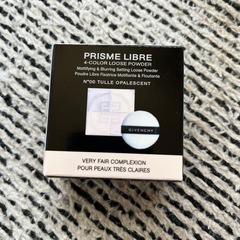 PRISME LIBRE
4-COLOR LOOSE POWDER
Mattifying & Blurring Setting Loose Powder
Poudre Libre Fixatrice Matifiante & Floutante
N°00 TULLE OPALESCENT
GIVENCHY
VERY FAIR COMPLEXION
POUR PEAUX TRÈS CLAIRES